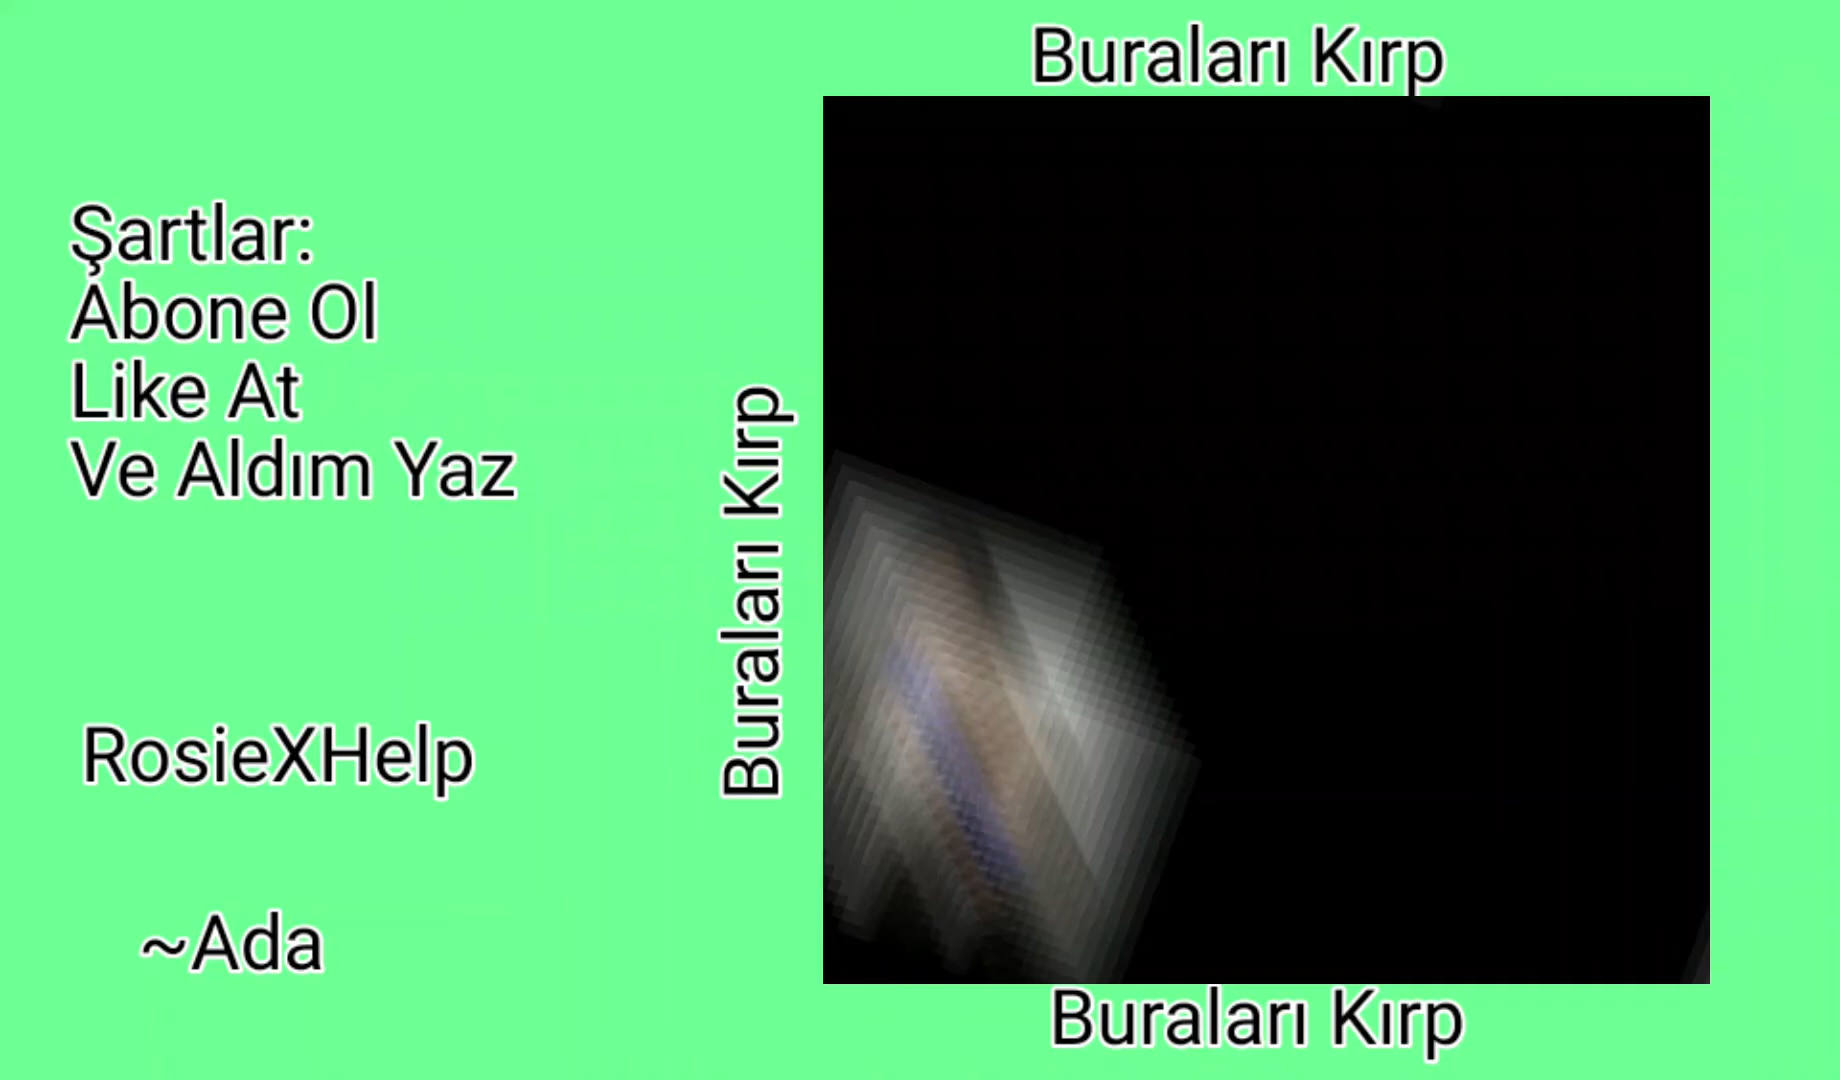 Buraları Kırp
Şartlar:
Abone Ol
Like At
Ve Aldım Yaz
Buraları Kırp
RosieXHelp
~Ada
Buraları Kırp